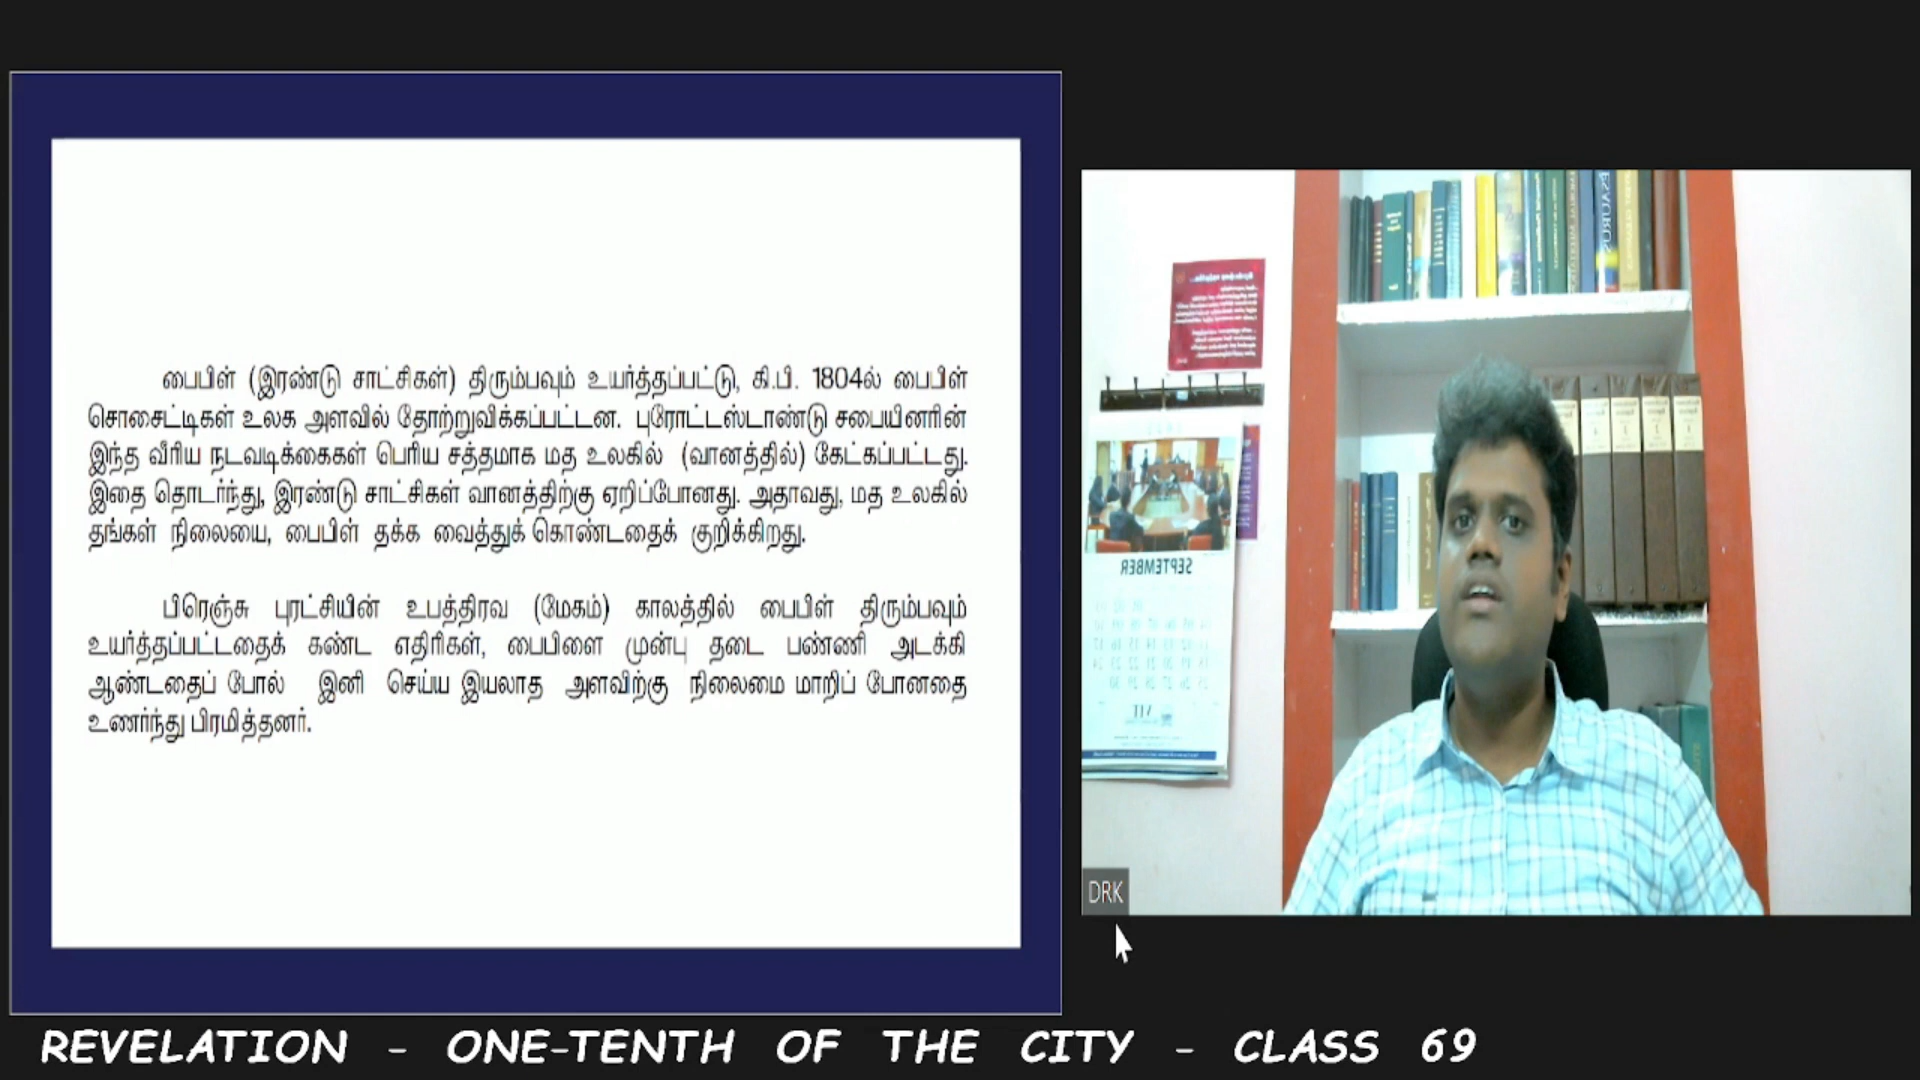 பைபிள் (இரண்டு சாட்சிகள்) திரும்பவும் உயர்த்தப்பட்டு, கி.பி. 1804ல் பைபிள்
சொசைட்டிகள் உலக அளவில் தோற்றுவிக்கப்பட்டன. புரோட்டஸ்டாண்டு சபையினரின்
இந்த வீரிய நடவடிக்கைகள் பெரிய சத்தமாக மத உலகில் (வானத்தில்) கேட்கப்பட்டது.
இதை தொடர்ந்து, இரண்டு சாட்சிகள் வானத்திற்கு ஏறிப்போனது. அதாவது, மத உலகில்
தங்கள் நிலையை, பைபிள் தக்க வைத்துக் கொண்டதைக் குறிக்கிறது.
பிரெஞ்சு புரட்சியின் உபத்திரவ (மேகம்) காலத்தில் பைபிள் திரும்பவும்
உயர்த்தப்பட்டதைக் கண்ட எதிரிகள், பைபிளை முன்பு தடை பண்ணி அடக்கி
ஆண்டதைப் போல் இனி செய்ய இயலாத அளவிற்கு நிலைமை மாறிப் போனதை
உணர்ந்து பிரமித்தனர்.
SEPTEMBER
VIT
DRK
REVELATION - ONE-TENTH OF THE CITY - CLASS 69